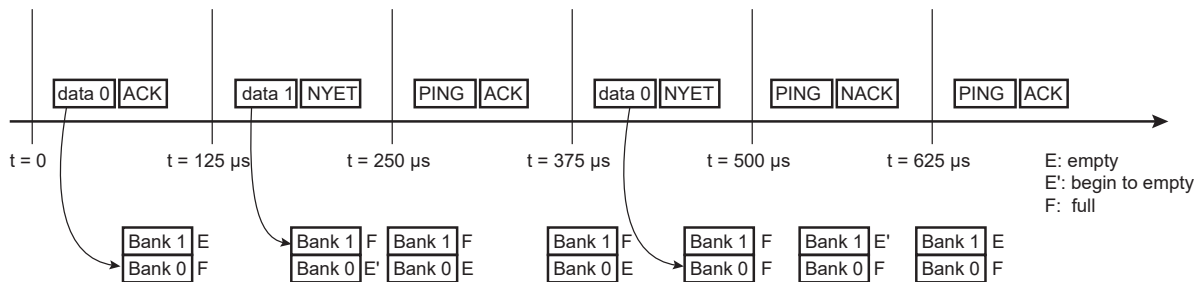 data 0 ACK data 1 NYET PING ACK data 0 NYET PING NACK PING ACK
t = 0 t = 125 μs t = 250 μs t = 375 μs t = 500 μs t = 625 μs
E: empty
E': begin to empty
F: full
Bank 1 E Bank 1 F Bank 1 F Bank 1 F Bank 1 F Bank 1 E' Bank 1 E
Bank 0 F Bank 0 E' Bank 0 E Bank 0 E Bank 0 F Bank 0 F Bank 0 F